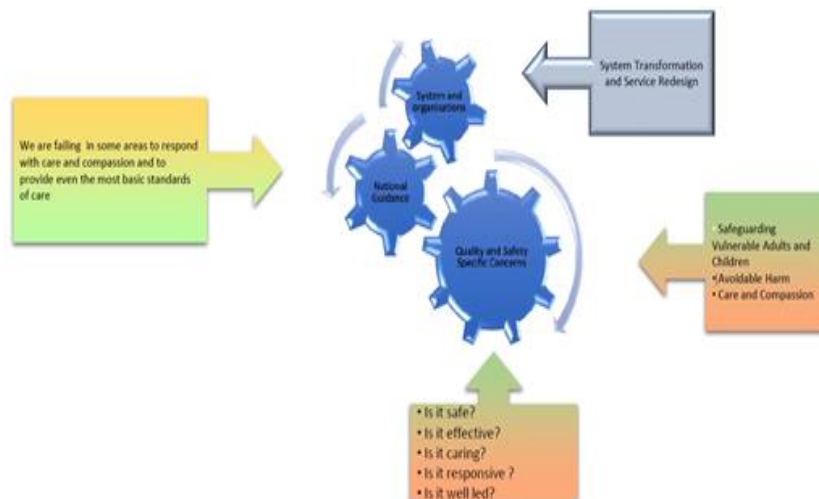 System Transformation
and Service Redesign
System and
organisations
We are failing in some areas to respond
with care and compassion and to
provide even the most basic standards
of care
National
Guidance
Quality and Safety
Specific Concerns
• Safeguarding
Vulnerable Adults and
Children
• Avoidable Harm
• Care and Compassion
• Is it safe?
• Is it effective?
• Is it caring?
• Is it responsive ?
• Is it well led?